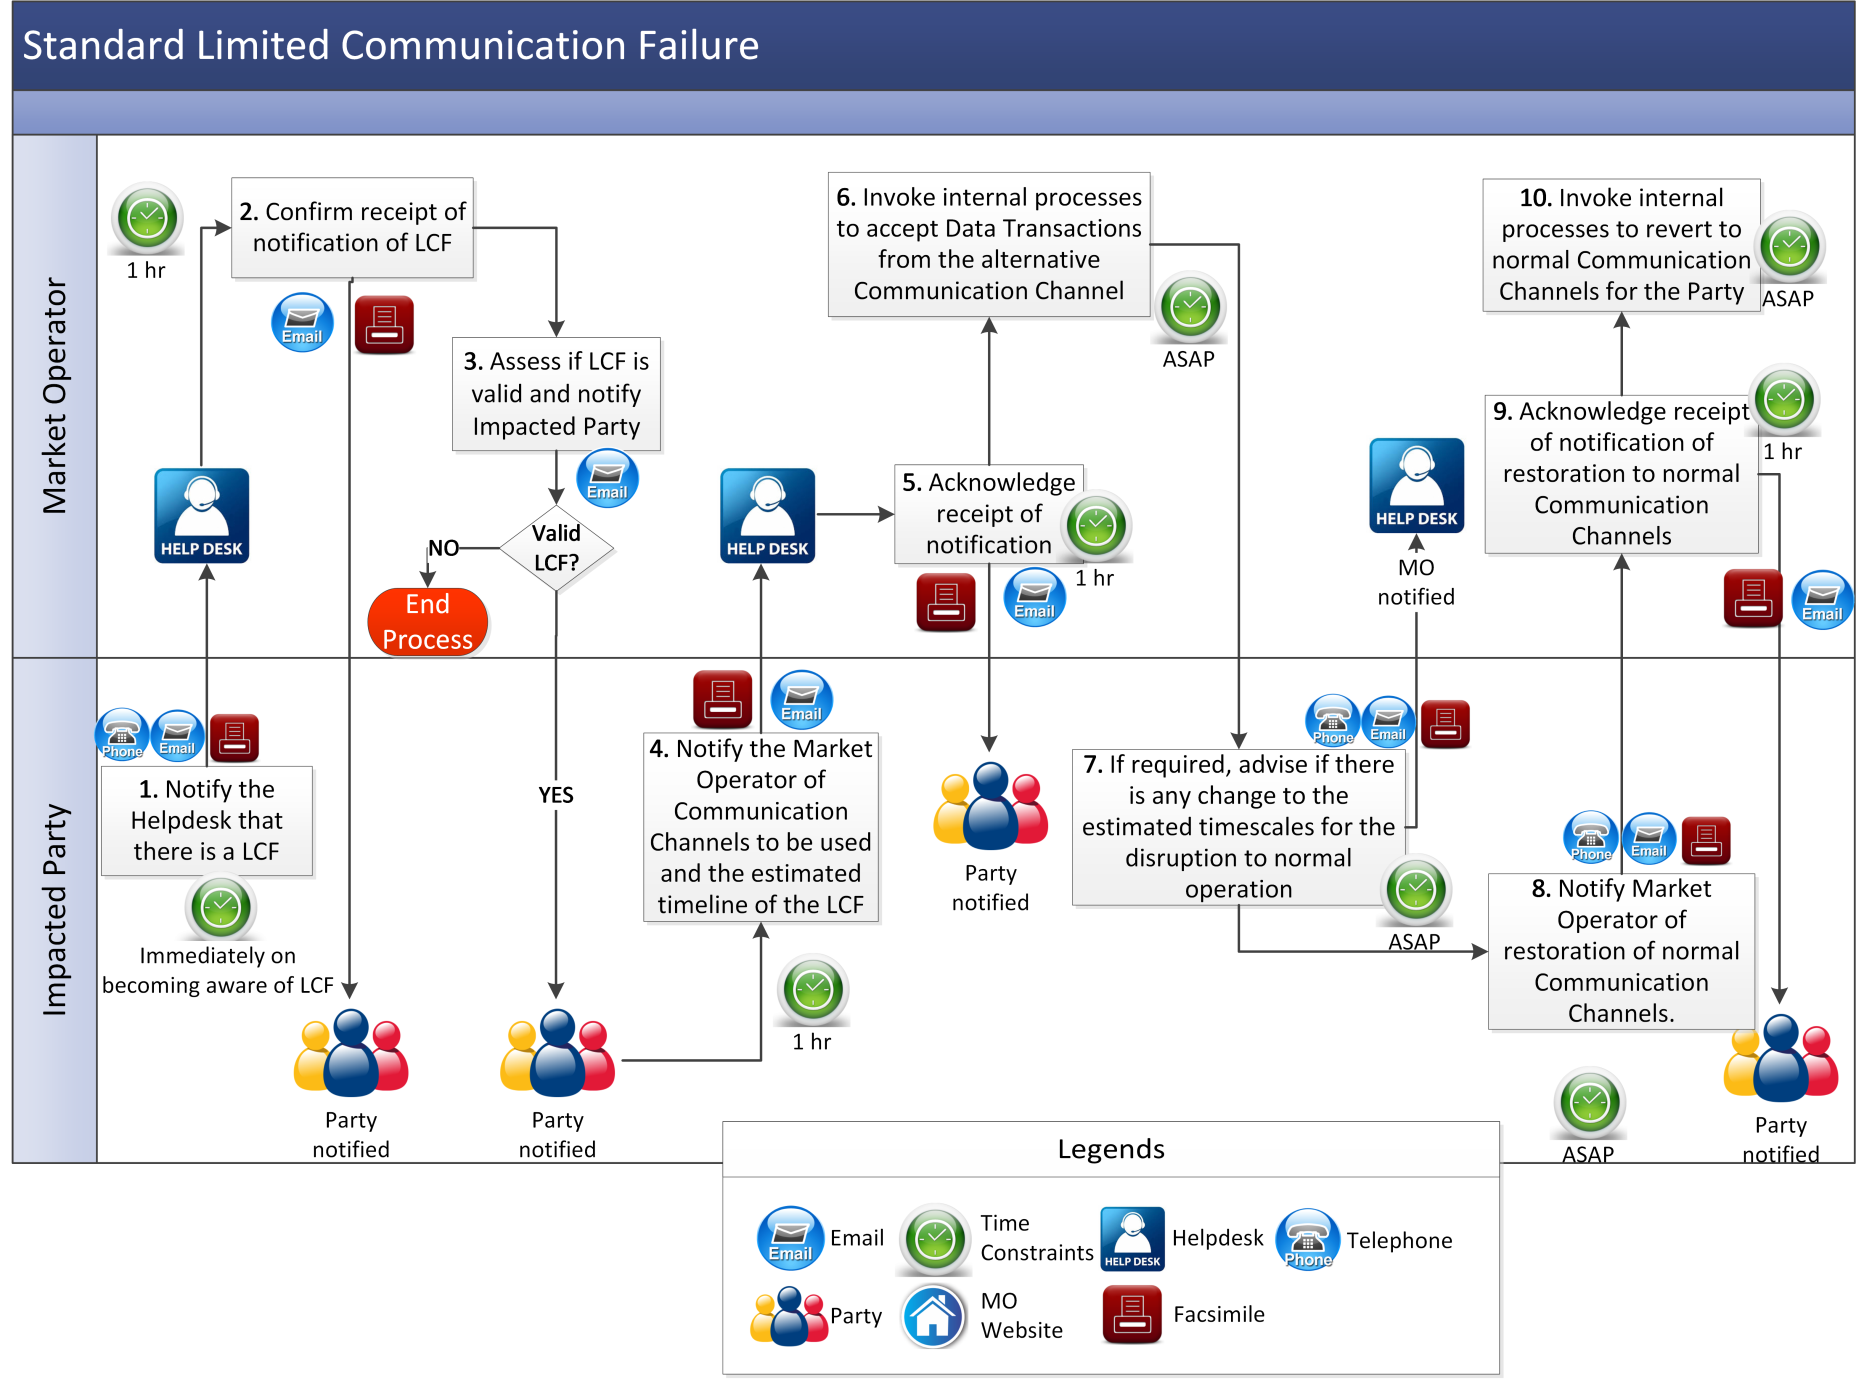 Standard Limited Communication Failure
Market Operator
1 hr
2. Confirm receipt of
notification of LCF
Email
3. Assess if LCF is
valid and notify
Impacted Party
Email
HELP DESK
Valid
LCF?
NO
End
Process
6. Invoke internal processes
to accept Data Transactions
from the alternative
Communication Channel
ASAP
HELP DESK
5. Acknowledge
receipt of
notification
1 hr
Email
10. Invoke internal
processes to revert to
normal Communication
Channels for the Party
ASAP
9. Acknowledge receipt
of notification of
restoration to normal
Communication
Channels
1 hr
HELP DESK
MO
notified
Email
Impacted Party
Phone
Email
1. Notify the
Helpdesk that
there is a LCF
Immediately on
becoming aware of LCF
Party
notified
YES
Party
notified
Email
4. Notify the Market
Operator of
Communication
Channels to be used
and the estimated
timeline of the LCF
1 hr
Party
notified
Phone
Email
7. If required, advise if there
is any change to the
estimated timescales for the
disruption to normal
operation
ASAP
Phone
Email
8. Notify Market
Operator of
restoration of normal
Communication
Channels.
ASAP
Party
notified
Legends
Email
Email
Time
Constraints
HELP DESK
Helpdesk
Phone
Telephone
Party
MO
Website
Facsimile